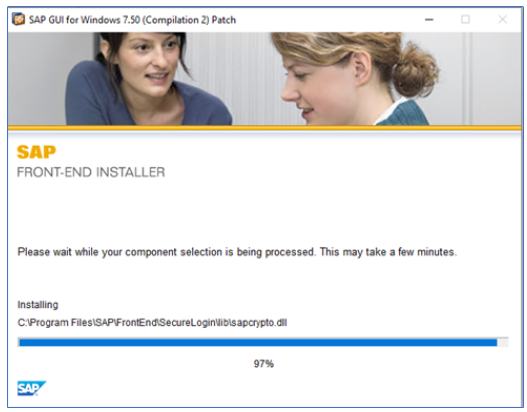 SAP GUI for Windows 7.50 (Compilation 2) Patch
SAP
FRONT-END INSTALLER
Please wait while your component selection is being processed. This may take a few minutes.
Installing
C:\Program Files\SAP\FrontEnd\SecureLogin\lib\sapcrypto.dll
97%
SAP